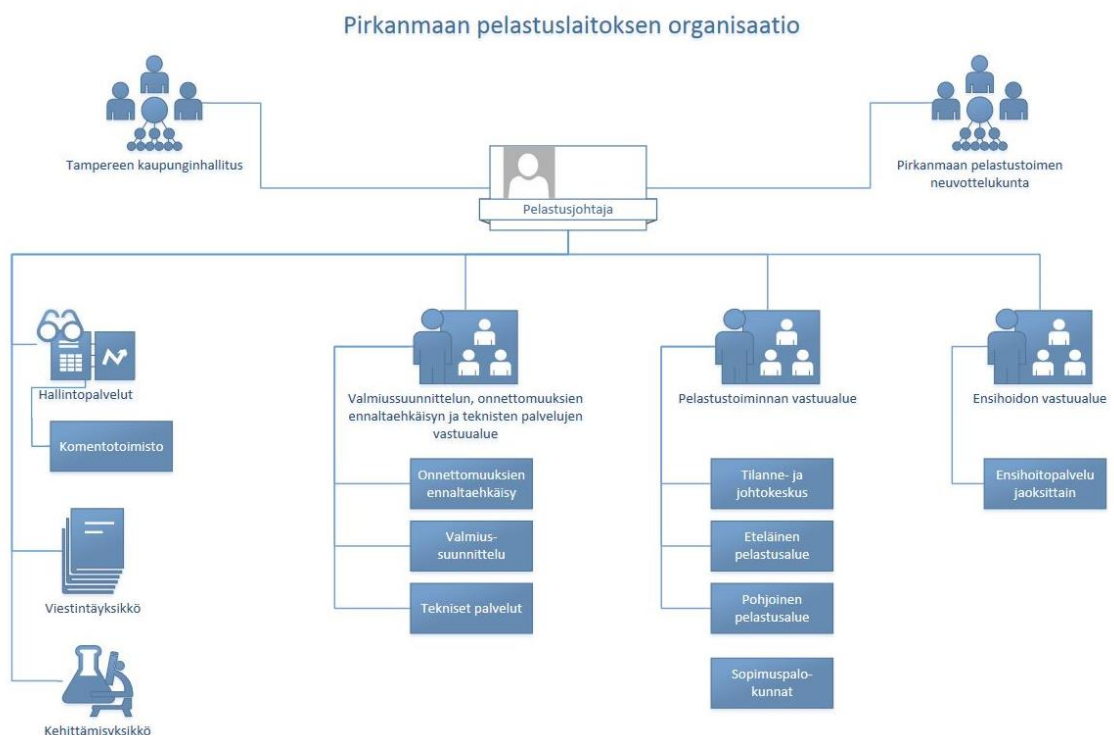 Pirkanmaan pelastuslaitoksen organisaatio
Tampereen kaupunginhallitus
Pirkanmaan pelastustoimen
neuvottelukunta
Pelastusjohtaja
Hallintopalvelut
Komentotoimisto
Viestintäyksikkö
Kehittämisyksikkö
Valmiussuunnittelun, onnettomuuksien
ennaltaehkäisyn ja teknisten palvelujen
vastuualue
Onnettomuuksien
ennaltaehkäisy
Valmius-
suunnittelu
Tekniset palvelut
Pelastustoiminnan vastuualue
Tilanne- ja
johtokeskus
Eteläinen
pelastusalue
Pohjoinen
pelastusalue
Sopimuspalo-
kunnat
Ensihoidon vastuualue
Ensihoitopalvelu
jaoksittain